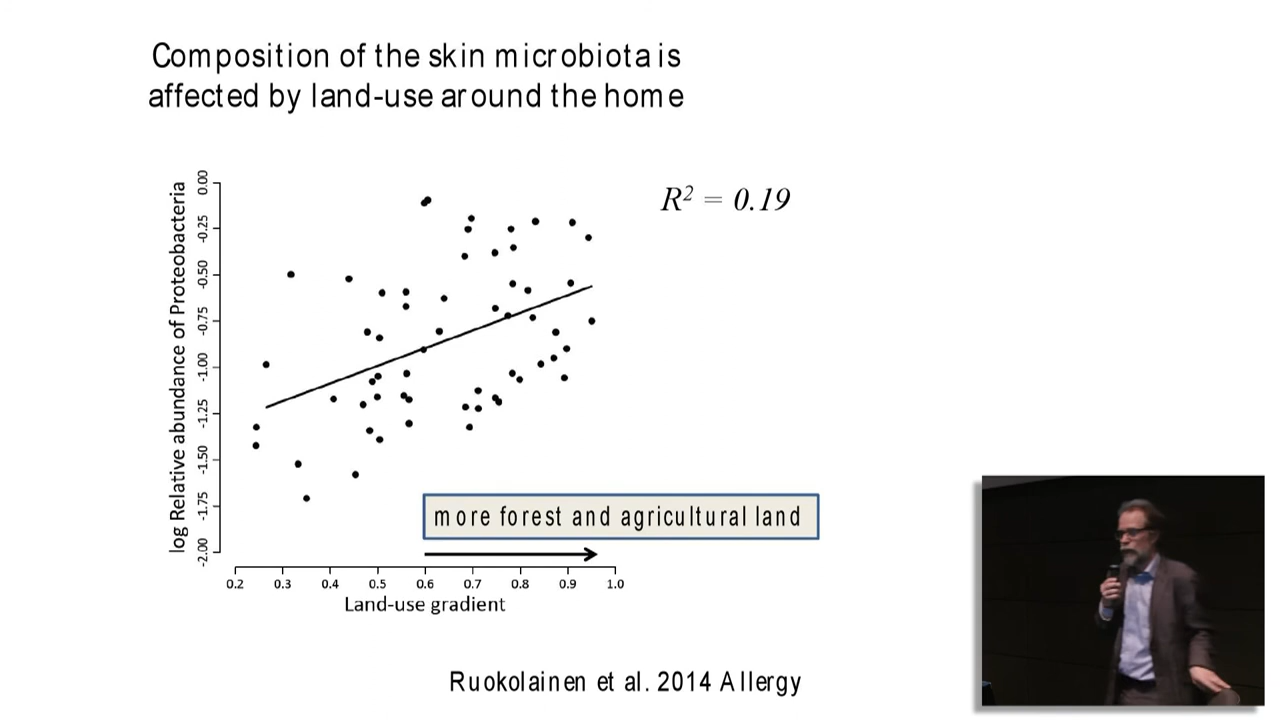 Composition of the skin microbiota is
affected by land-use around the home
R² = 0.19
log Relative abundance of Proteobacteria
0.00
-0.25
-0.50
-0.75
-1.00
-1.25
-1.50
-1.75
-2.00
more forest and agricultural land
0.2 0.3 0.4 0.5 0.6 0.7 0.8 0.9 1.0
Land-use gradient
Ruokolainen et al. 2014 Allergy